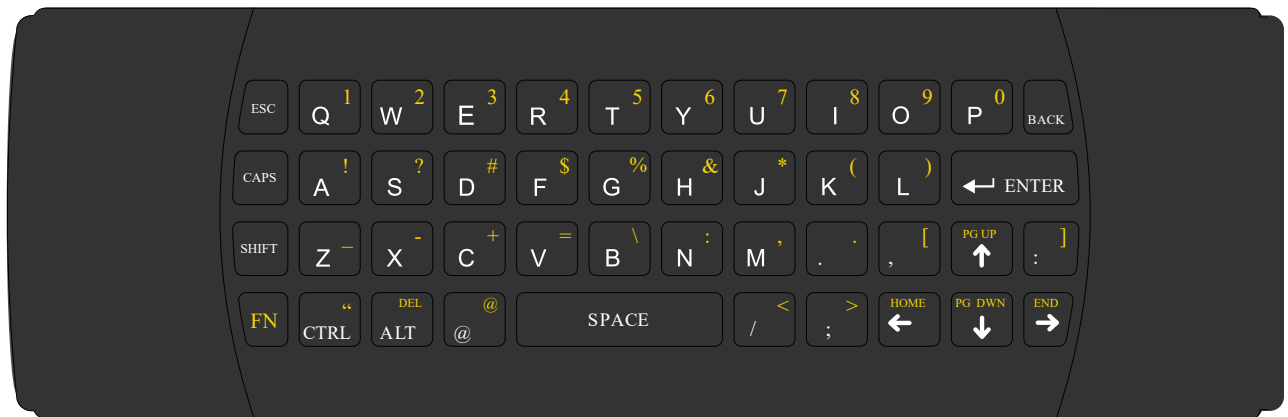 ESC Q 1 W 2 E 3 R 4 T 5 Y 6 U 7 I 8 O 9 P 0 BACK
CAPS A ! S ? D # F $ G % H & J * K ( L ) ENTER
SHIFT Z _ X - C + V = B \ N : M , . . , [ PG UP : ]
FN CTRL “ ALT DEL @ @ SPACE / < ; > HOME PG DWN END